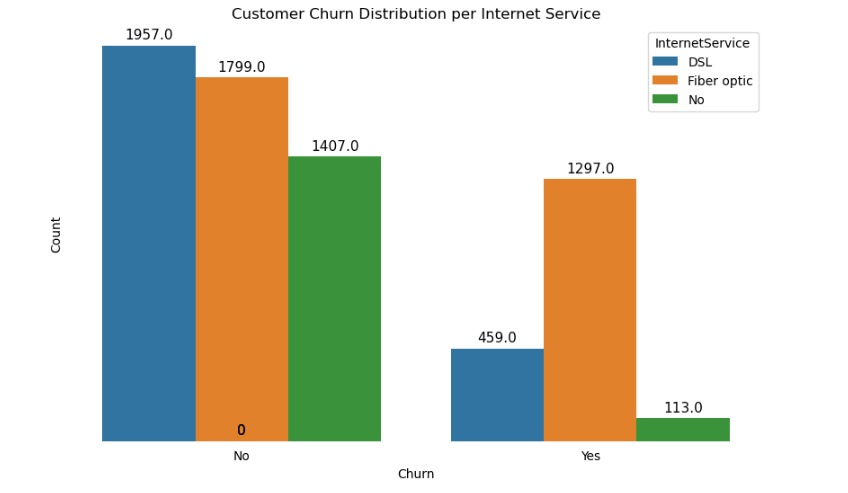 Customer Churn Distribution per Internet Service
1957.0
1799.0
1407.0
1297.0
459.0
113.0
0
InternetService
DSL
Fiber optic
No
Count
No
Yes
Churn